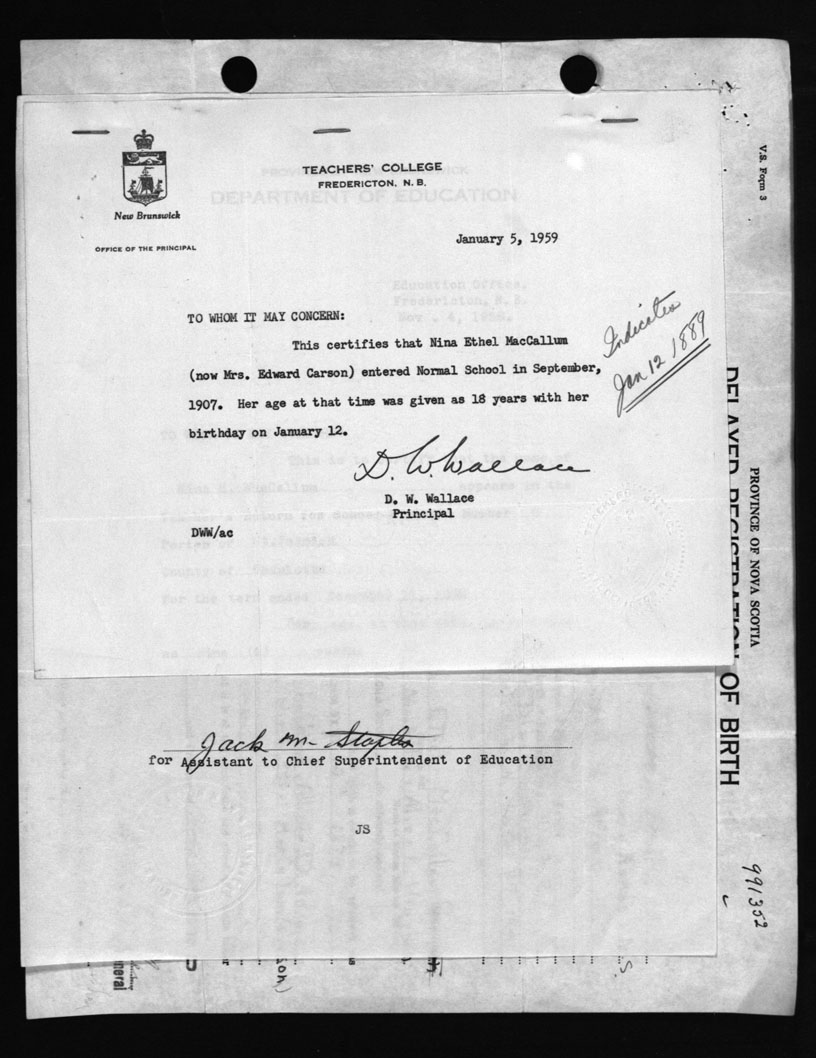 TEACHERS' COLLEGE
FREDERICTON, N. B.
New Brunswick
OFFICE OF THE PRINCIPAL
January 5, 1959
TO WHOM IT MAY CONCERN:
This certifies that Nina Ethel MacCallum
(now Mrs. Edward Carson) entered Normal School in September,
1907. Her age at that time was given as 18 years with her
birthday on January 12.
Indicates
Jan 12 1889
D. W. Wallace
D. W. Wallace
Principal
DWW/ac
DEPARTMENT OF EDUCATION
Education Office,
Fredericton, N. B.
Jack M. Staples
for Assistant to Chief Superintendent of Education
JS
V.S. Form 3
PROVINCE OF NOVA SCOTIA
DELAYED REGISTRATION OF BIRTH
991352